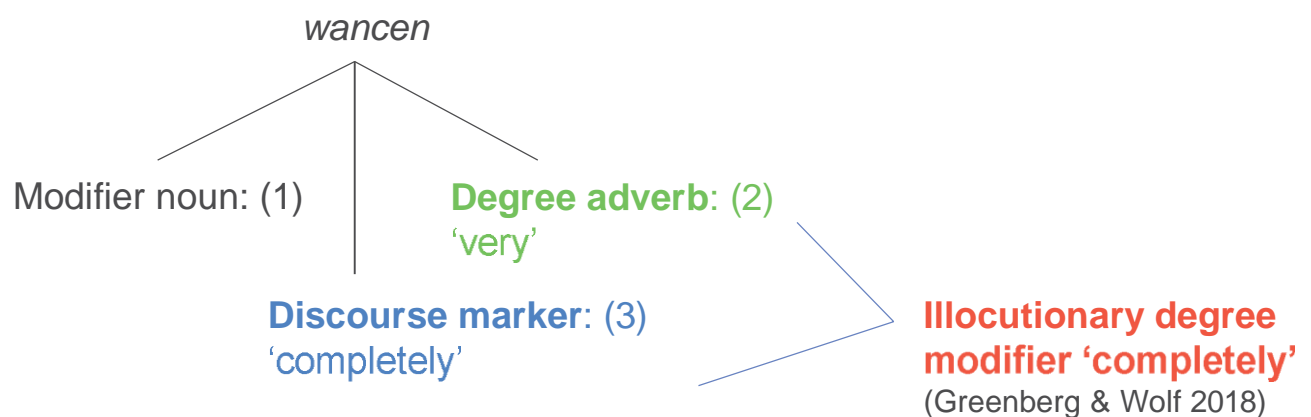 wancen
Modifier noun: (1)
Degree adverb: (2)
‘very’
Discourse marker: (3)
‘completely’
Illocutionary degree
modifier ‘completely’
(Greenberg & Wolf 2018)